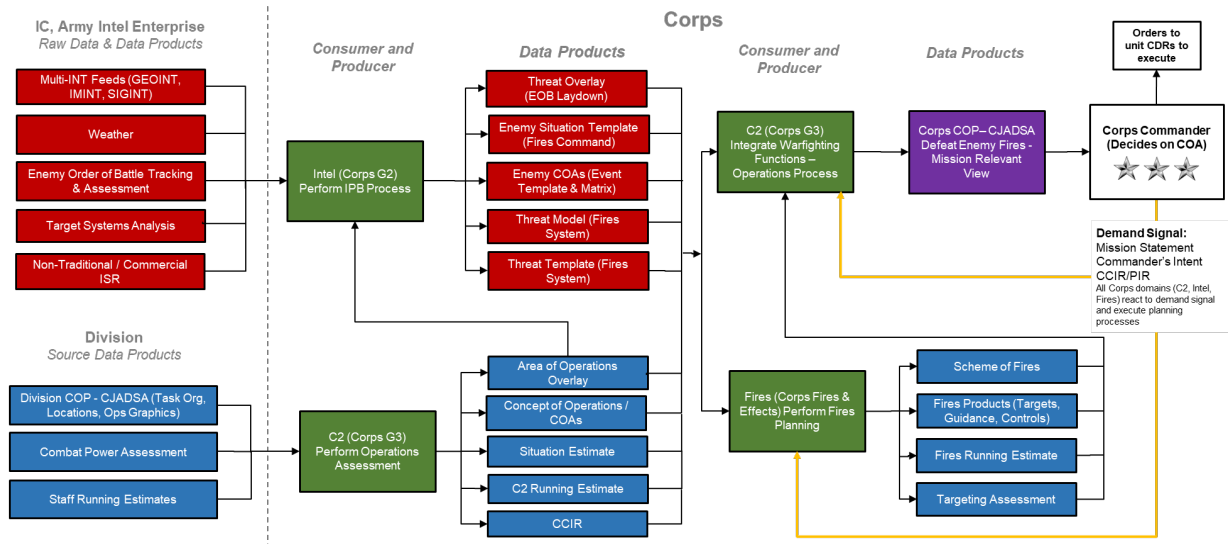 Corps
IC, Army Intel Enterprise
Raw Data & Data Products
Multi-INT Feeds (GEOINT,
IMINT, SIGINT)
Weather
Enemy Order of Battle Tracking
& Assessment
Target Systems Analysis
Non-Traditional / Commercial
ISR
Division
Source Data Products
Division COP - CJADSA (Task Org,
Locations, Ops Graphics)
Combat Power Assessment
Staff Running Estimates
Consumer and
Producer
Intel (Corps G2)
Perform IPB Process
C2 (Corps G3)
Perform Operations
Assessment
Data Products
Threat Overlay
(EOB Laydown)
Enemy Situation Template
(Fires Command)
Enemy COAs (Event
Template & Matrix)
Threat Model (Fires
System)
Threat Template (Fires
System)
Area of Operations
Overlay
Concept of Operations /
COAs
Situation Estimate
C2 Running Estimate
CCIR
Consumer and
Producer
C2 (Corps G3)
Integrate Warfighting
Functions –
Operations Process
Fires (Corps Fires &
Effects) Perform Fires
Planning
Data Products
Corps COP– CJADSA
Defeat Enemy Fires -
Mission Relevant
View
Scheme of Fires
Fires Products (Targets,
Guidance, Controls)
Fires Running Estimate
Targeting Assessment
Orders to
unit CDRs to
execute
Corps Commander
(Decides on COA)
Demand Signal:
Mission Statement
Commander's Intent
CCIR/PIR
All Corps domains (C2, Intel,
Fires) react to demand signal
and execute planning
processes